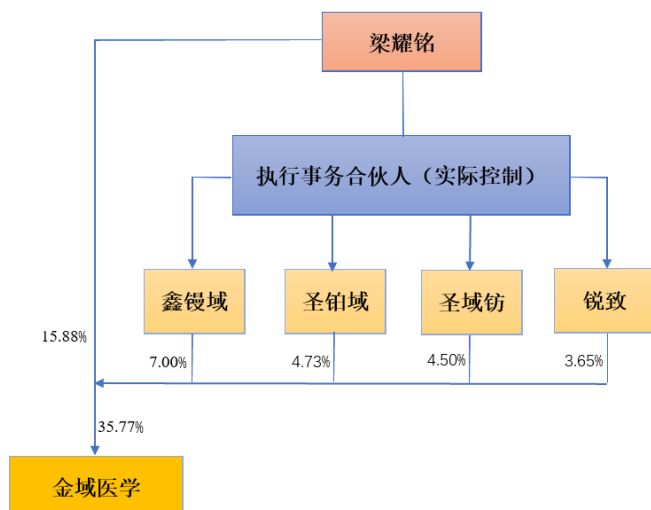 梁耀铭
执行事务合伙人（实际控制）
鑫镘域
圣铂域
圣域钫
锐致
15.88%
7.00%
4.73%
4.50%
3.65%
35.77%
金域医学